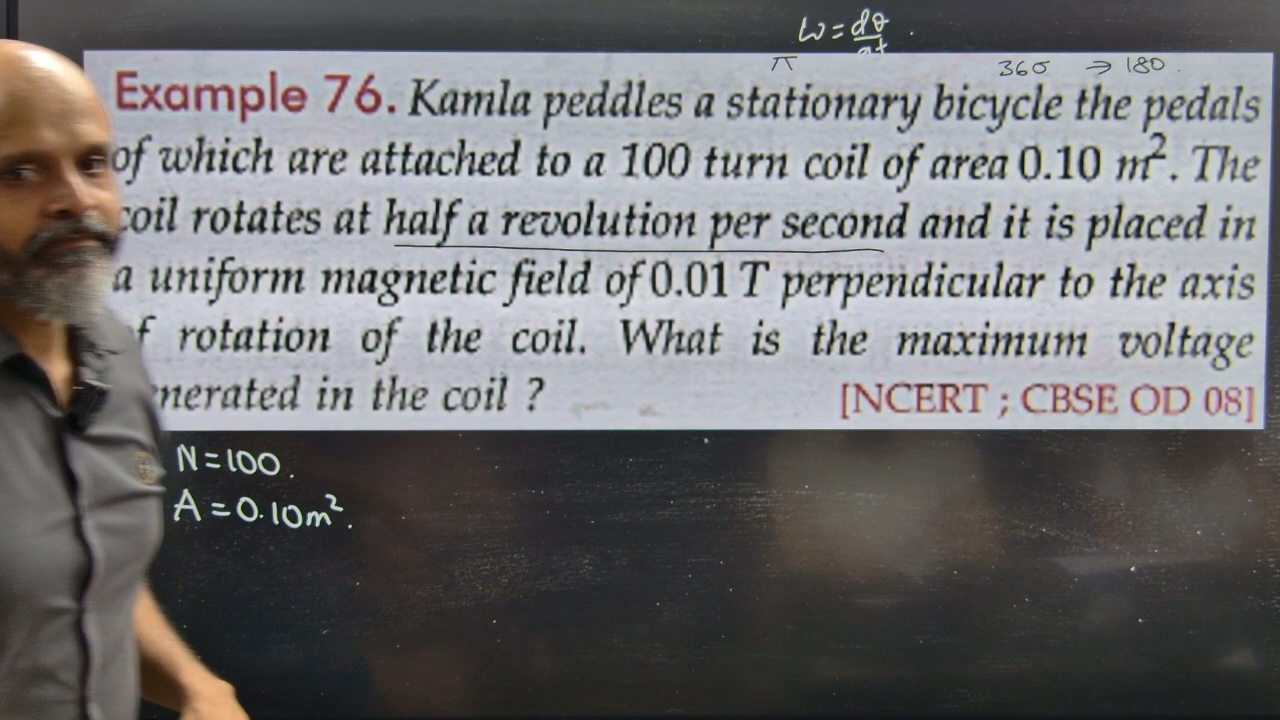 ω = dθ/dt .
π 360 → 180 .
Example 76. Kamla peddles a stationary bicycle the pedals
of which are attached to a 100 turn coil of area 0.10 m². The
coil rotates at half a revolution per second and it is placed in
a uniform magnetic field of 0.01 T perpendicular to the axis
of rotation of the coil. What is the maximum voltage
enerated in the coil ? [NCERT ; CBSE OD 08]
N = 100.
A = 0.10m².